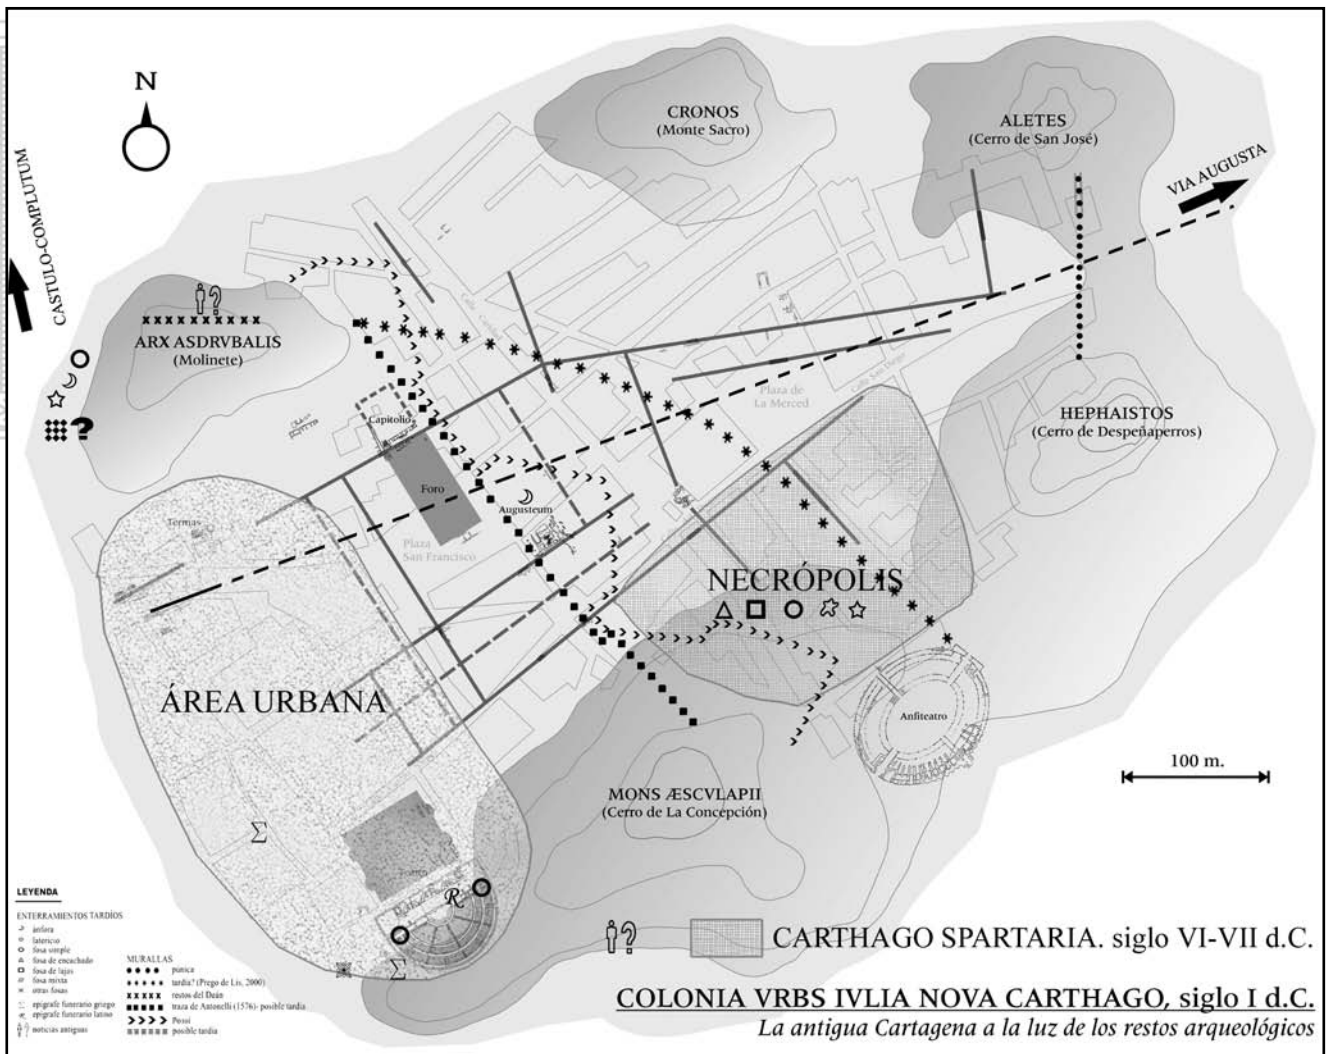 N
CRONOS
(Monte Sacro)
ALETES
(Cerro de San José)
VIA AUGUSTA
CASTULO-COMPLUTUM
ARX ASDRVBALIS
(Molinete)
Calle
Capitolio
Plaza de
La Merced
Calle San Diego
HEPHAISTOS
(Cerro de Despeñaperros)
Foro
Augusteum
Termas
Plaza
San Francisco
NECRÓPOLIS
ÁREA URBANA
Anfiteatro
100 m.
MONS ÆSCVLAPII
(Cerro de La Concepción)
Σ
R
Σ
LEYENDA
ENTERRAMIENTOS TARDÍOS
ánfora
latericio
fosa simple
fosa de encachado
fosa de lajas
fosa mixta
otras fosas
Σ epígrafe funerario griego
R epígrafe funerario latino
noticias antiguas
MURALLAS
púnica
tardía? (Prego de Lis, 2000)
restos del Deán
traza de Antonelli (1576)- posible tardía
Possi
posible tardía
CARTHAGO SPARTARIA. siglo VI-VII d.C.
COLONIA VRBS IVLIA NOVA CARTHAGO, siglo I d.C.
La antigua Cartagena a la luz de los restos arqueológicos